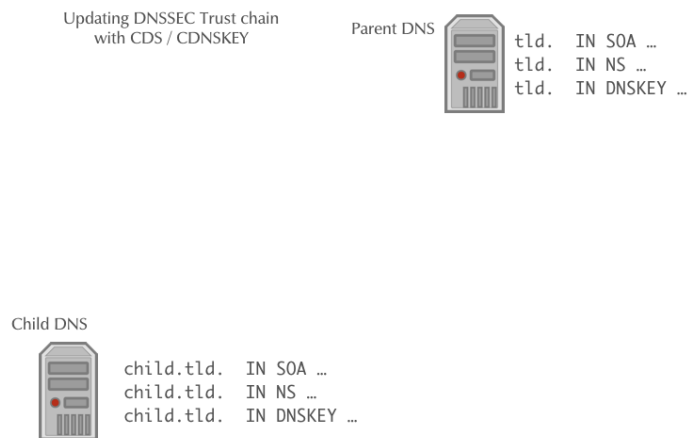 Updating DNSSEC Trust chain
with CDS / CDNSKEY
Parent DNS
tld.  IN SOA …
tld.  IN NS …
tld.  IN DNSKEY …
Child DNS
child.tld.  IN SOA …
child.tld.  IN NS …
child.tld.  IN DNSKEY …